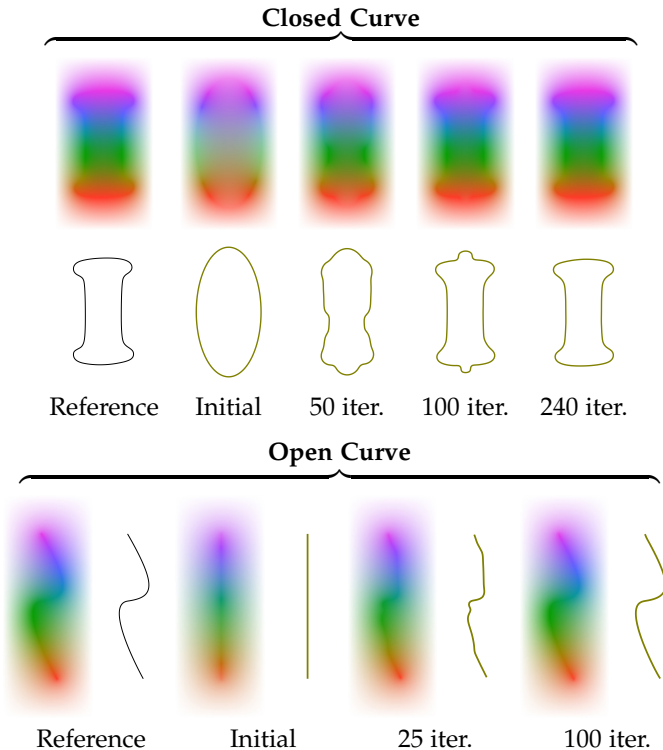 Closed Curve
Reference Initial 50 iter. 100 iter. 240 iter.
Open Curve
Reference Initial 25 iter. 100 iter.